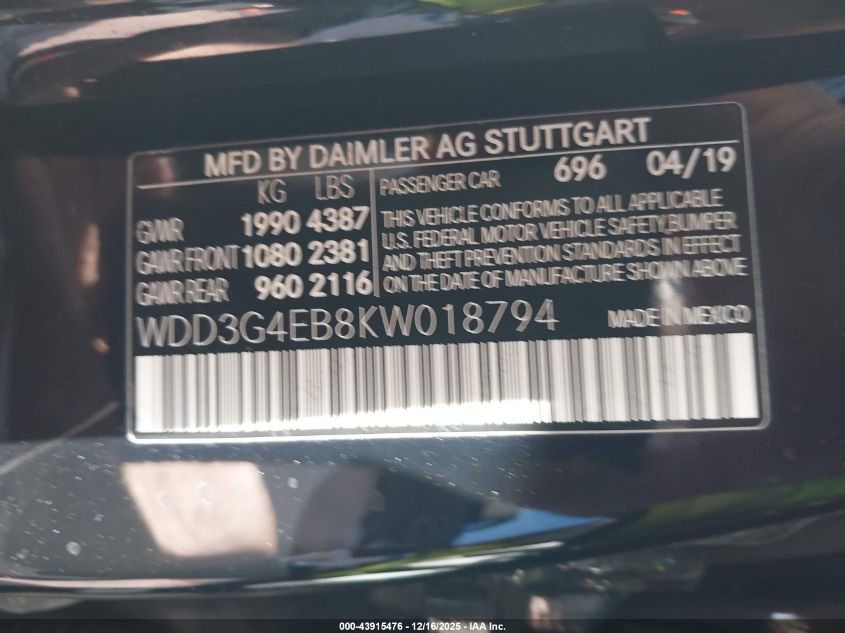 MFD BY DAIMLER AG STUTTGART
KG LBS
GVWR 1990 4387
GAWR FRONT 1080 2381
GAWR REAR 960 2116
PASSENGER CAR 696 04/19
THIS VEHICLE CONFORMS TO ALL APPLICABLE
U.S. FEDERAL MOTOR VEHICLE SAFETY, BUMPER
AND THEFT PREVENTION STANDARDS IN EFFECT
ON THE DATE OF MANUFACTURE SHOWN ABOVE
WDD3G4EB8KW018794 MADE IN MEXICO
000-43915476 - 12/16/2025 - IAA Inc.